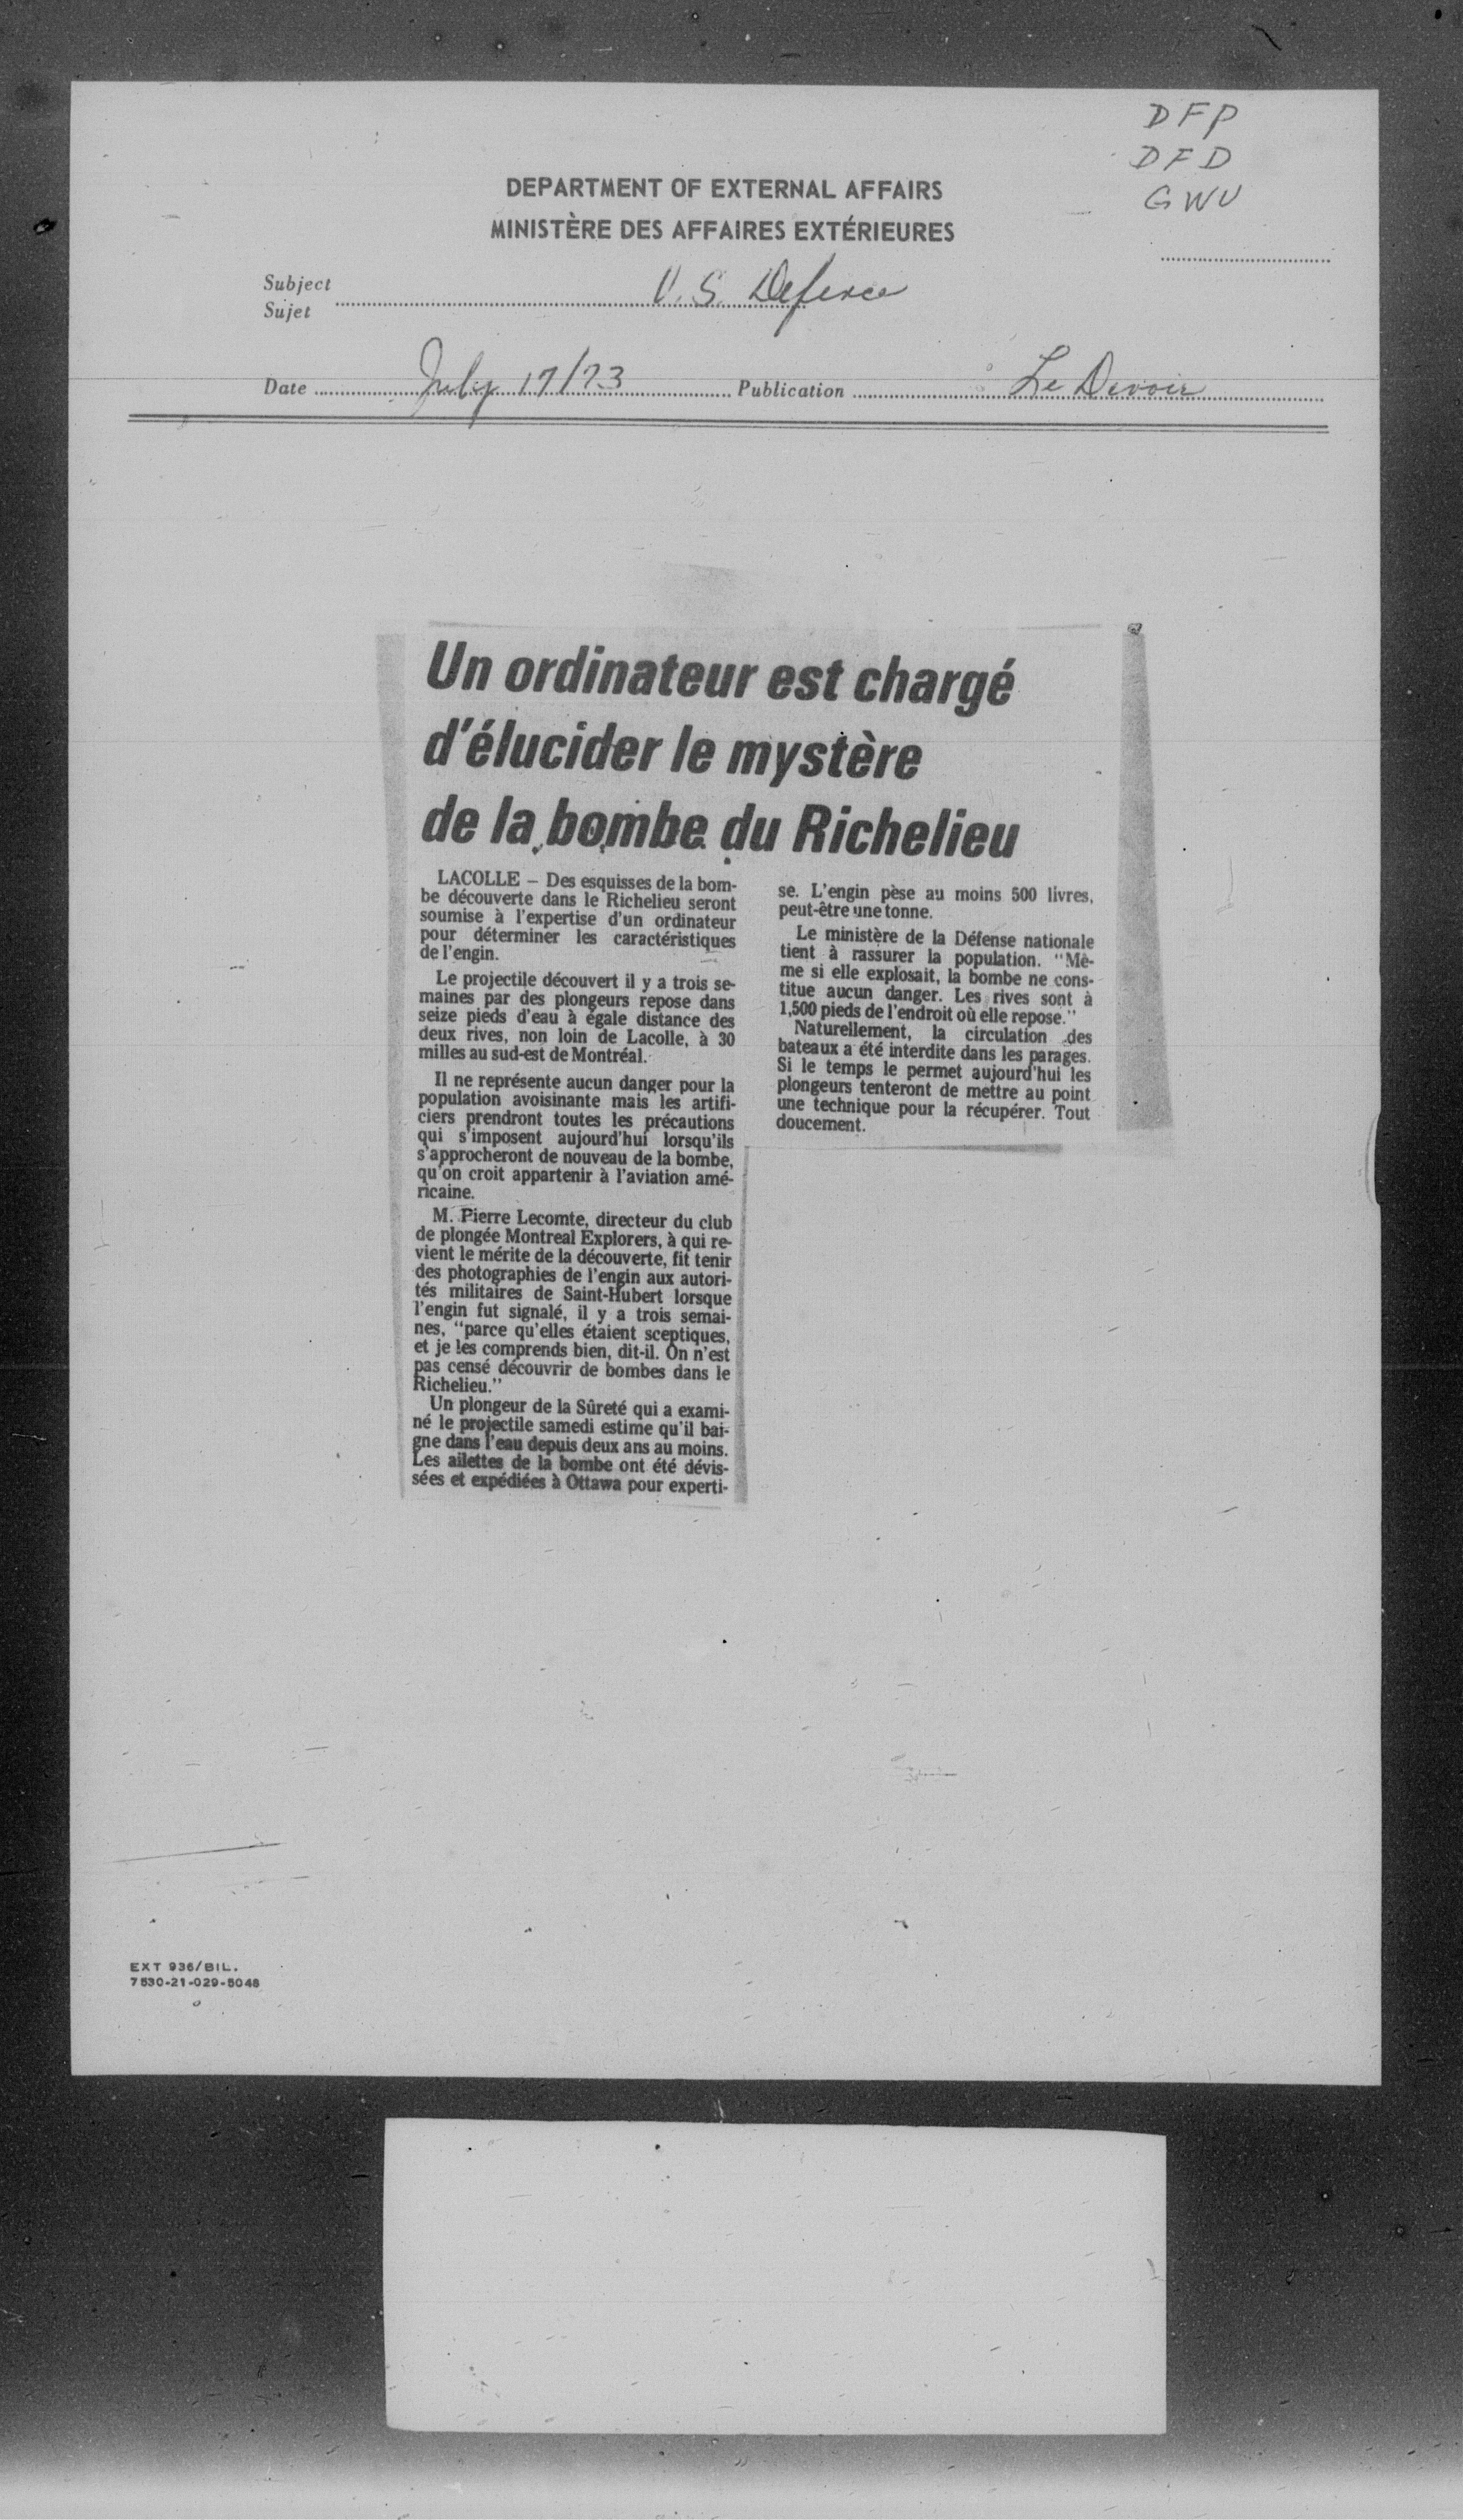 DFP
DFD
GWU
DEPARTMENT OF EXTERNAL AFFAIRS
MINISTÈRE DES AFFAIRES EXTÉRIEURES
Subject
Sujet
U.S. Defence
Date July 17/73 Publication Le Devoir
Un ordinateur est chargé
d'élucider le mystère
de la bombe du Richelieu
LACOLLE – Des esquisses de la bom-
be découverte dans le Richelieu seront
soumise à l'expertise d'un ordinateur
pour déterminer les caractéristiques
de l'engin.
Le projectile découvert il y a trois se-
maines par des plongeurs repose dans
seize pieds d'eau à égale distance des
deux rives, non loin de Lacolle, à 30
milles au sud-est de Montréal.
Il ne représente aucun danger pour la
population avoisinante mais les artifi-
ciers prendront toutes les précautions
qui s'imposent aujourd'hui lorsqu'ils
s'approcheront de nouveau de la bombe,
qu'on croit appartenir à l'aviation amé-
ricaine.
M. Pierre Lecomte, directeur du club
de plongée Montreal Explorers, à qui re-
vient le mérite de la découverte, fit tenir
des photographies de l'engin aux autori-
tés militaires de Saint-Hubert lorsque
l'engin fut signalé, il y a trois semai-
nes, "parce qu'elles étaient sceptiques,
et je les comprends bien, dit-il. On n'est
pas censé découvrir de bombes dans le
Richelieu."
Un plongeur de la Sûreté qui a exami-
né le projectile samedi estime qu'il bai-
gne dans l'eau depuis deux ans au moins.
Les ailettes de la bombe ont été dévis-
sées et expédiées à Ottawa pour experti-
se. L'engin pèse au moins 500 livres,
peut-être une tonne.
Le ministère de la Défense nationale
tient à rassurer la population. "Mê-
me si elle explosait, la bombe ne cons-
titue aucun danger. Les rives sont à
1,500 pieds de l'endroit où elle repose."
Naturellement, la circulation des
bateaux a été interdite dans les parages.
Si le temps le permet aujourd'hui les
plongeurs tenteront de mettre au point
une technique pour la récupérer. Tout
doucement.
EXT 936/BIL.
7530-21-029-5048